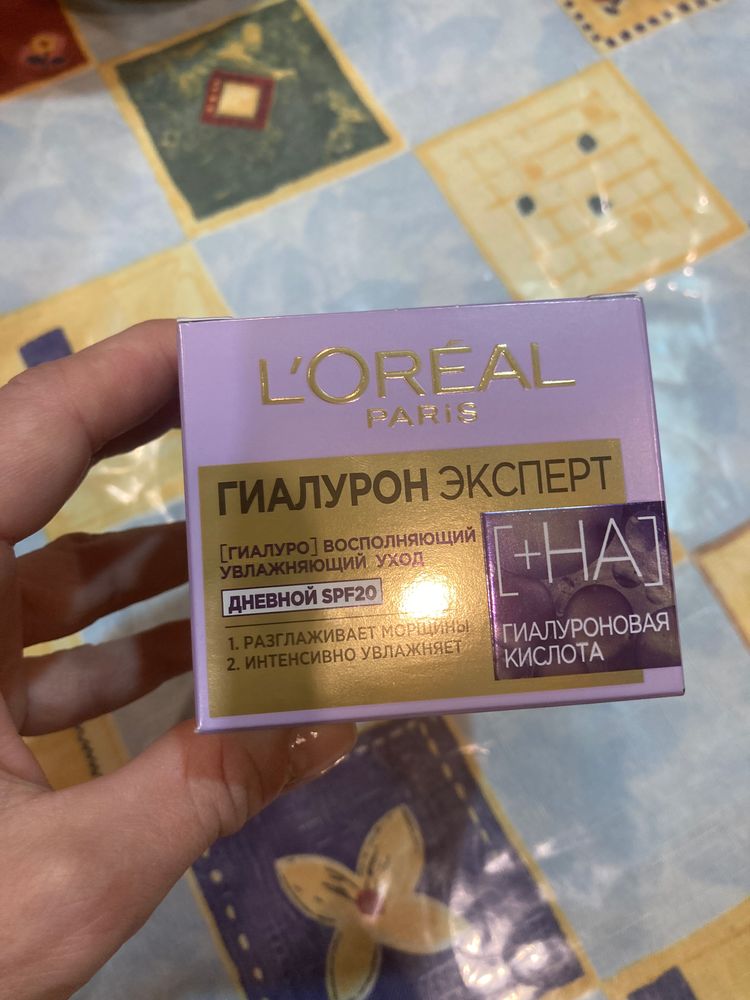 L'ORÉAL
PARiS
ГИАЛУРОН ЭКСПЕРТ
[ГИАЛУРО] ВОСПОЛНЯЮЩИЙ
УВЛАЖНЯЮЩИЙ УХОД
ДНЕВНОЙ SPF20
1. РАЗГЛАЖИВАЕТ МОРЩИНЫ
2. ИНТЕНСИВНО УВЛАЖНЯЕТ
[+HA]
ГИАЛУРОНОВАЯ
КИСЛОТА